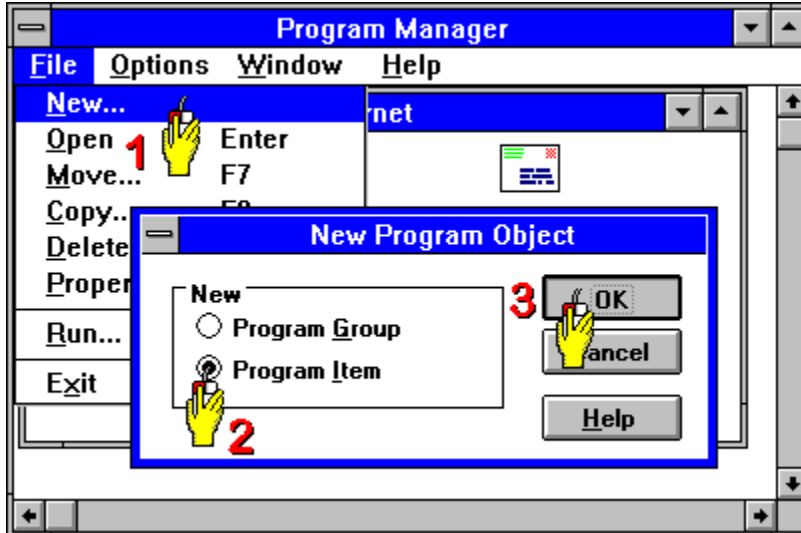 Program Manager
File Options Window Help
New...
rnet
1
Open Enter
Move... F7
Copy..
Delete
New Program Object
Proper
New
3 OK
Program Group
Run...
Cancel
Program Item
Exit
2
Help